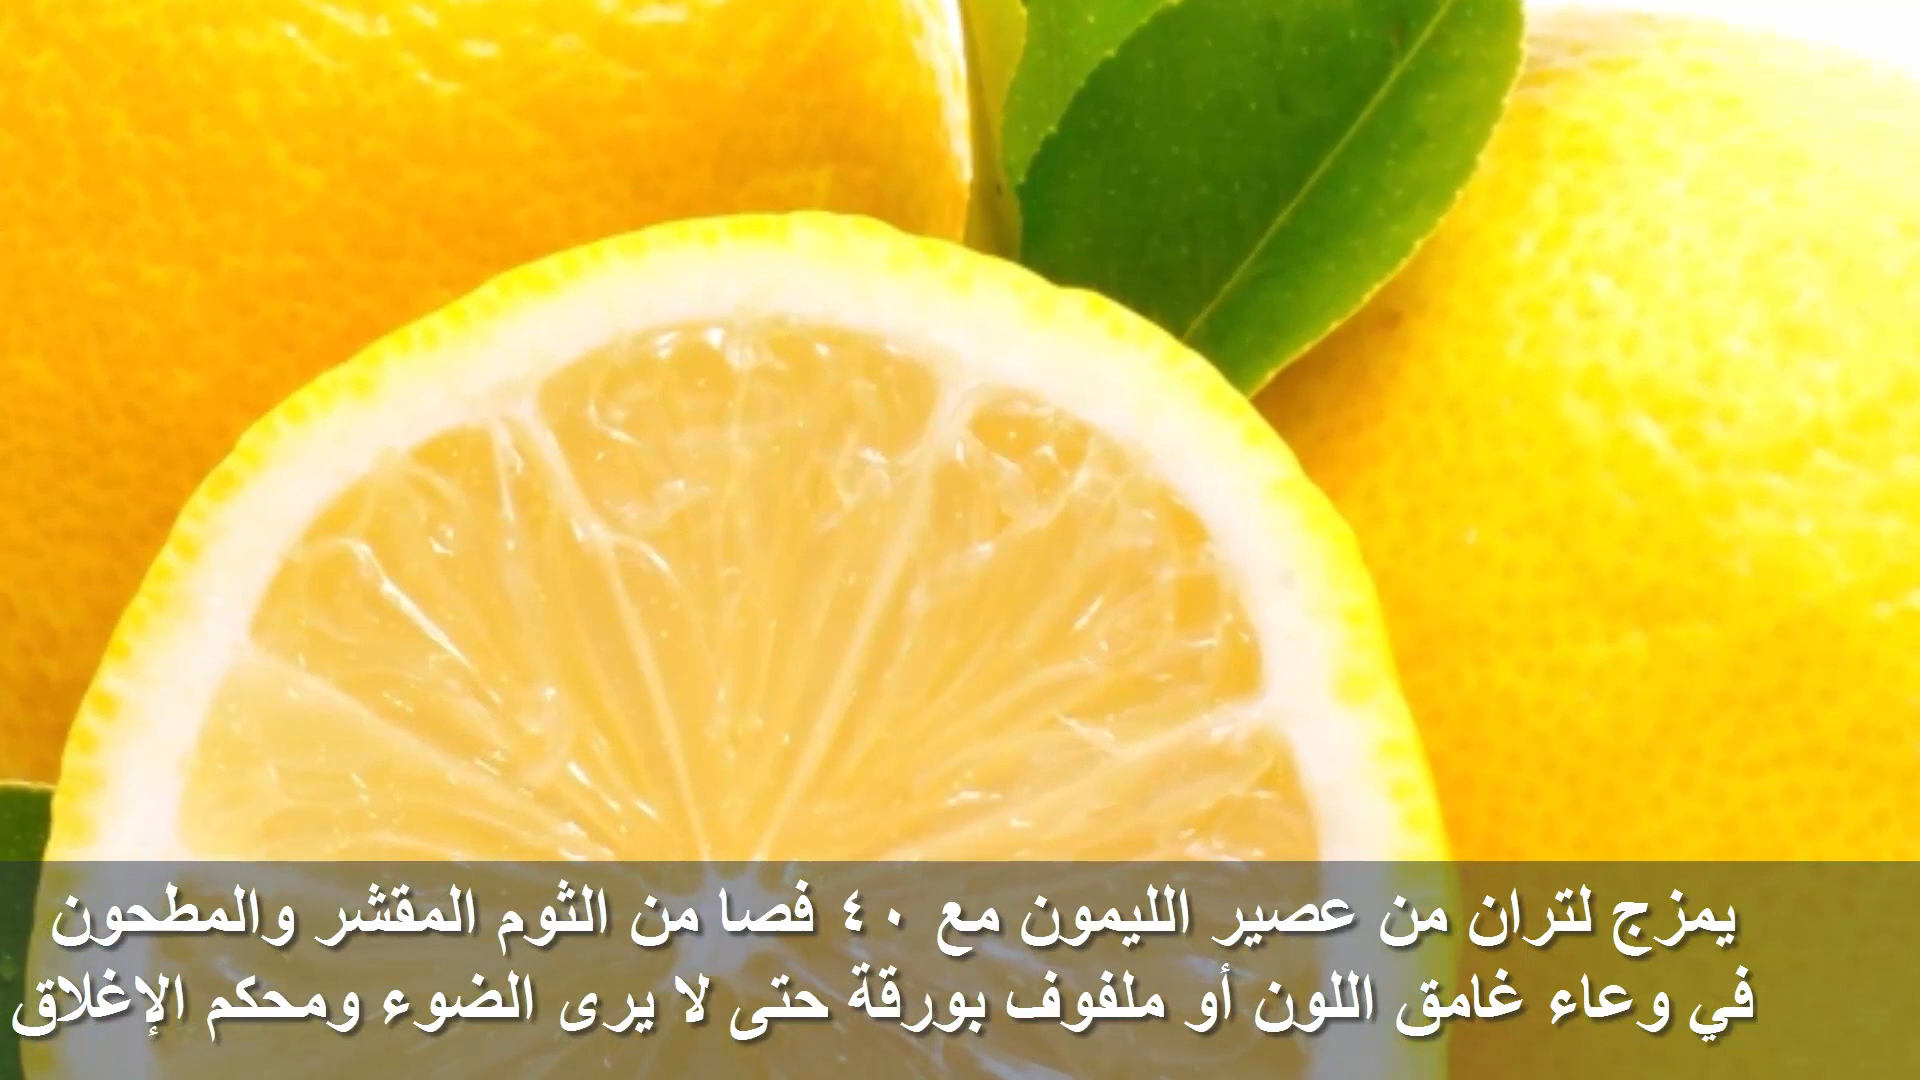 يمزج لتران من عصير الليمون مع ٤٠ فصا من الثوم المقشر والمطحون
في وعاء غامق اللون أو ملفوف بورقة حتى لا يرى الضوء ومحكم الإغلاق